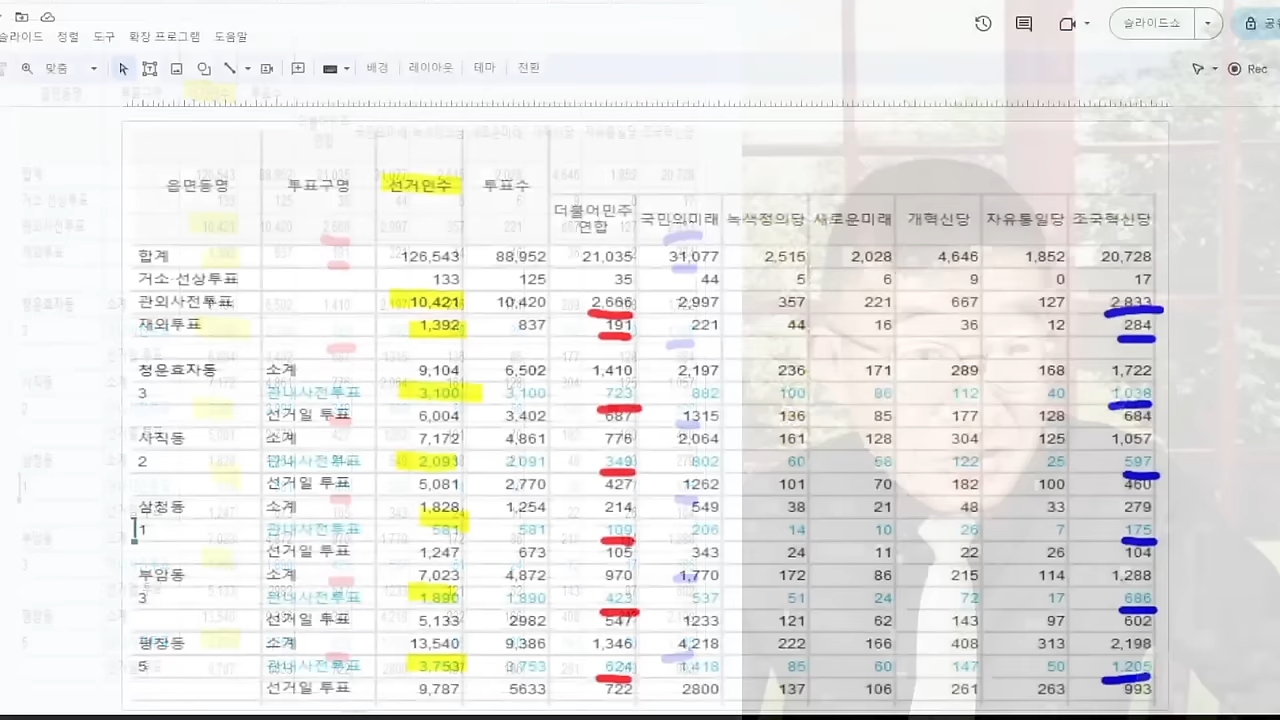 슬라이드 정렬 도구 확장 프로그램 도움말
슬라이드쇼
맞춤 배경 레이아웃 테마 전환 Rec
읍면동명 투표구명 선거인수 투표수
더불어민주연합 국민의미래 녹색정의당 새로운미래 개혁신당 자유통일당 조국혁신당
합계 126,543 88,952 21,035 31,077 2,515 2,028 4,646 1,852 20,728
거소·선상투표 133 125 35 44 5 6 9 0 17
관외사전투표 10,421 10,420 2,666 2,997 357 221 667 127 2,833
재외투표 1,392 837 191 221 44 16 36 12 284
청운효자동 소계 9,104 6,502 1,410 2,197 236 171 289 168 1,722
3 관내사전투표 3,100 3,100 723 882 100 86 112 40 1,038
선거일 투표 6,004 3,402 687 1315 136 85 177 128 684
사직동 소계 7,172 4,861 776 2,064 161 128 304 125 1,057
2 관내사전투표 2,093 2,091 349 802 60 58 122 25 597
선거일 투표 5,081 2,770 427 1262 101 70 182 100 460
삼청동 소계 1,828 1,254 214 549 38 21 48 33 279
1 관내사전투표 581 581 109 206 14 10 26 7 175
선거일 투표 1,247 673 105 343 24 11 22 26 104
부암동 소계 7,023 4,872 970 1,770 172 86 215 114 1,288
3 관내사전투표 1,890 1,890 423 537 51 24 72 17 686
선거일 투표 5,133 2982 547 1233 121 62 143 97 602
평창동 소계 13,540 9,386 1,346 4,218 222 166 408 313 2,198
5 관내사전투표 3,753 3,753 624 1,418 85 60 147 50 1,205
선거일 투표 9,787 5633 722 2800 137 106 261 263 993